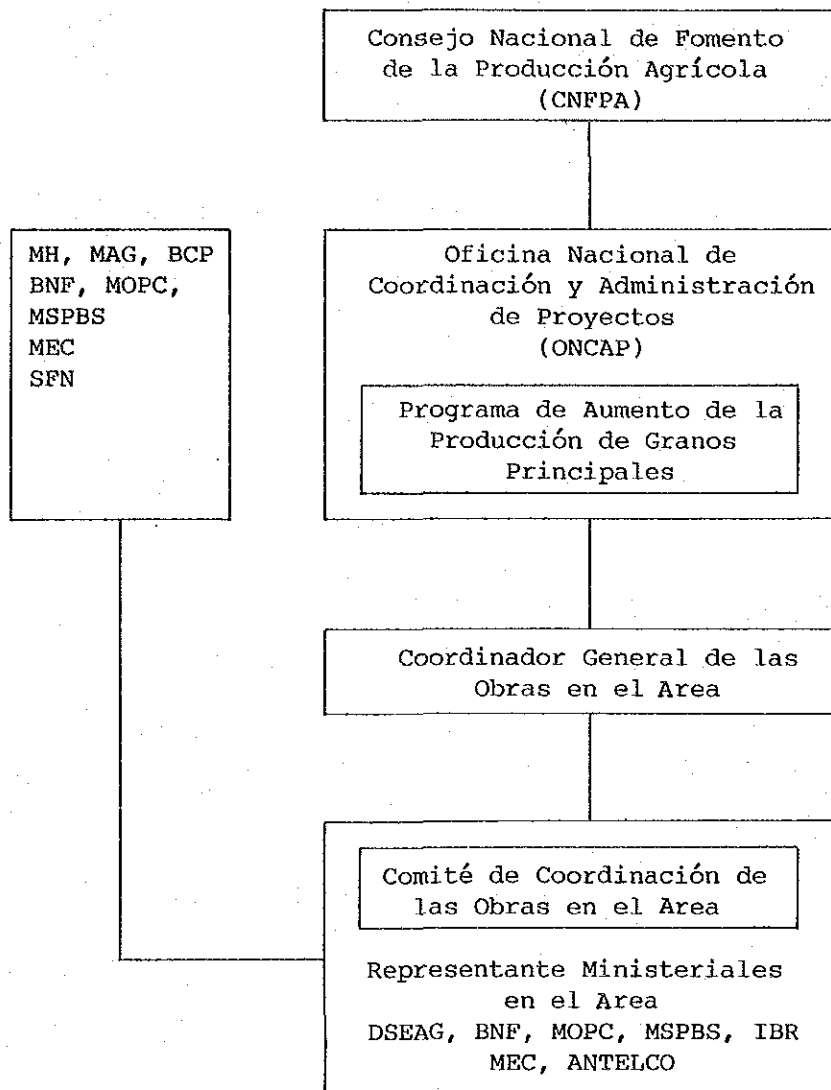 Consejo Nacional de Fomento
de la Producción Agrícola
(CNFPA)
MH, MAG, BCP
BNF, MOPC,
MSPBS
MEC
SFN
Oficina Nacional de
Coordinación y Administración
de Proyectos
(ONCAP)
Programa de Aumento de la
Producción de Granos
Principales
Coordinador General de las
Obras en el Area
Comité de Coordinación de
las Obras en el Area
Representante Ministeriales
en el Area
DSEAG, BNF, MOPC, MSPBS, IBR
MEC, ANTELCO